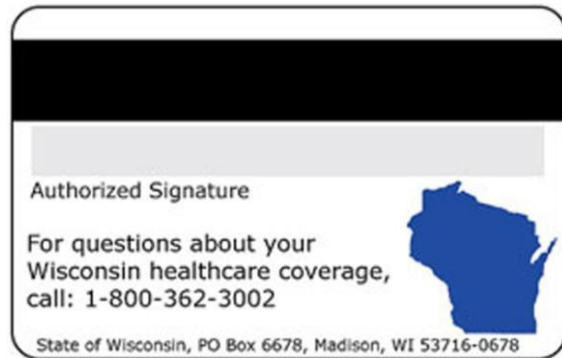 Authorized Signature
For questions about your
Wisconsin healthcare coverage,
call: 1-800-362-3002
State of Wisconsin, PO Box 6678, Madison, WI 53716-0678